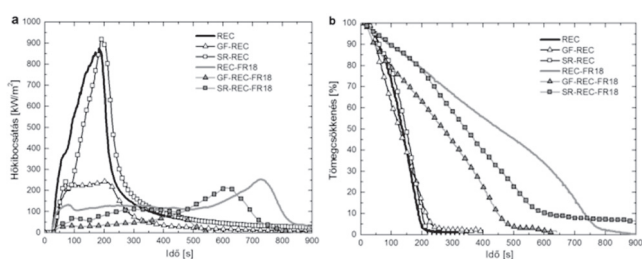 a
1000
900
800
700
600
500
400
300
200
100
0
Hőkibocsátás [kW/m²]
REC
GF-REC
SR-REC
REC-FR18
GF-REC-FR18
SR-REC-FR18
0 100 200 300 400 500 600 700 800 900
Idő [s]
b
100
90
80
70
60
50
40
30
20
10
0
Tömegcsökkenés [%]
REC
GF-REC
SR-REC
REC-FR18
GF-REC-FR18
SR-REC-FR18
0 100 200 300 400 500 600 700 800 900
Idő [s]